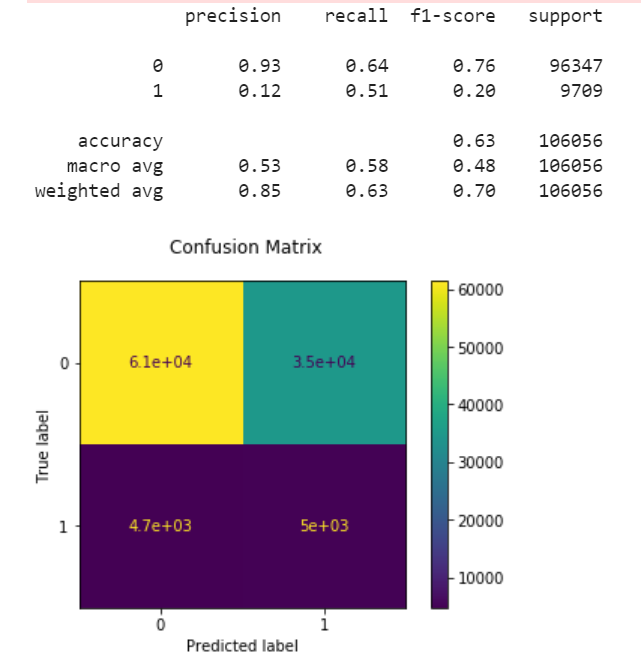 precision recall f1-score support
0 0.93 0.64 0.76 96347
1 0.12 0.51 0.20 9709
accuracy 0.63 106056
macro avg 0.53 0.58 0.48 106056
weighted avg 0.85 0.63 0.70 106056
Confusion Matrix
60000
50000
40000
30000
20000
10000
True label
0 6.1e+04 3.5e+04
1 4.7e+03 5e+03
0 1
Predicted label